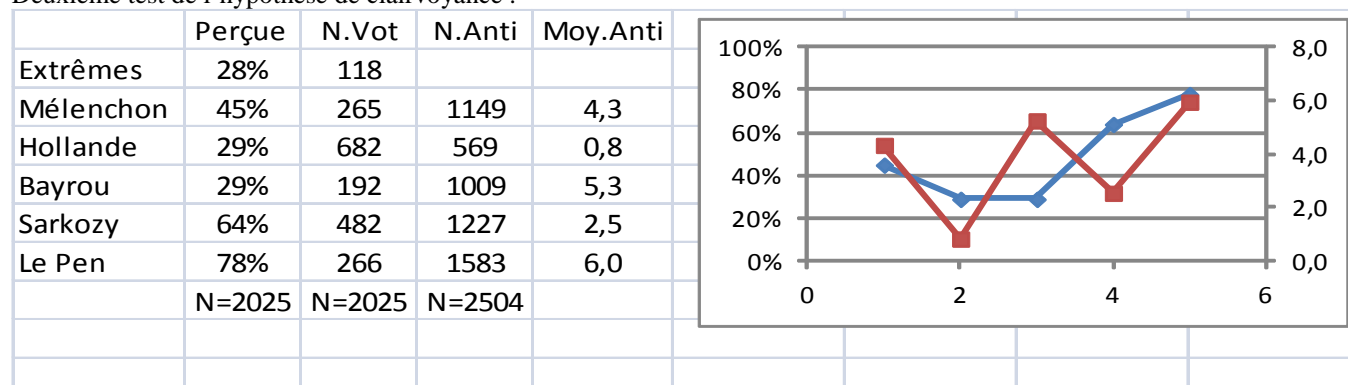 Deuxième test de l'hypothèse de clairvoyance :
Perçue N.Vot N.Anti Moy.Anti
Extrêmes 28% 118
Mélenchon 45% 265 1149 4,3
Hollande 29% 682 569 0,8
Bayrou 29% 192 1009 5,3
Sarkozy 64% 482 1227 2,5
Le Pen 78% 266 1583 6,0
N=2025 N=2025 N=2504
100% 8,0
80% 6,0
60% 4,0
40% 2,0
20% 0,0
0%
0 2 4 6